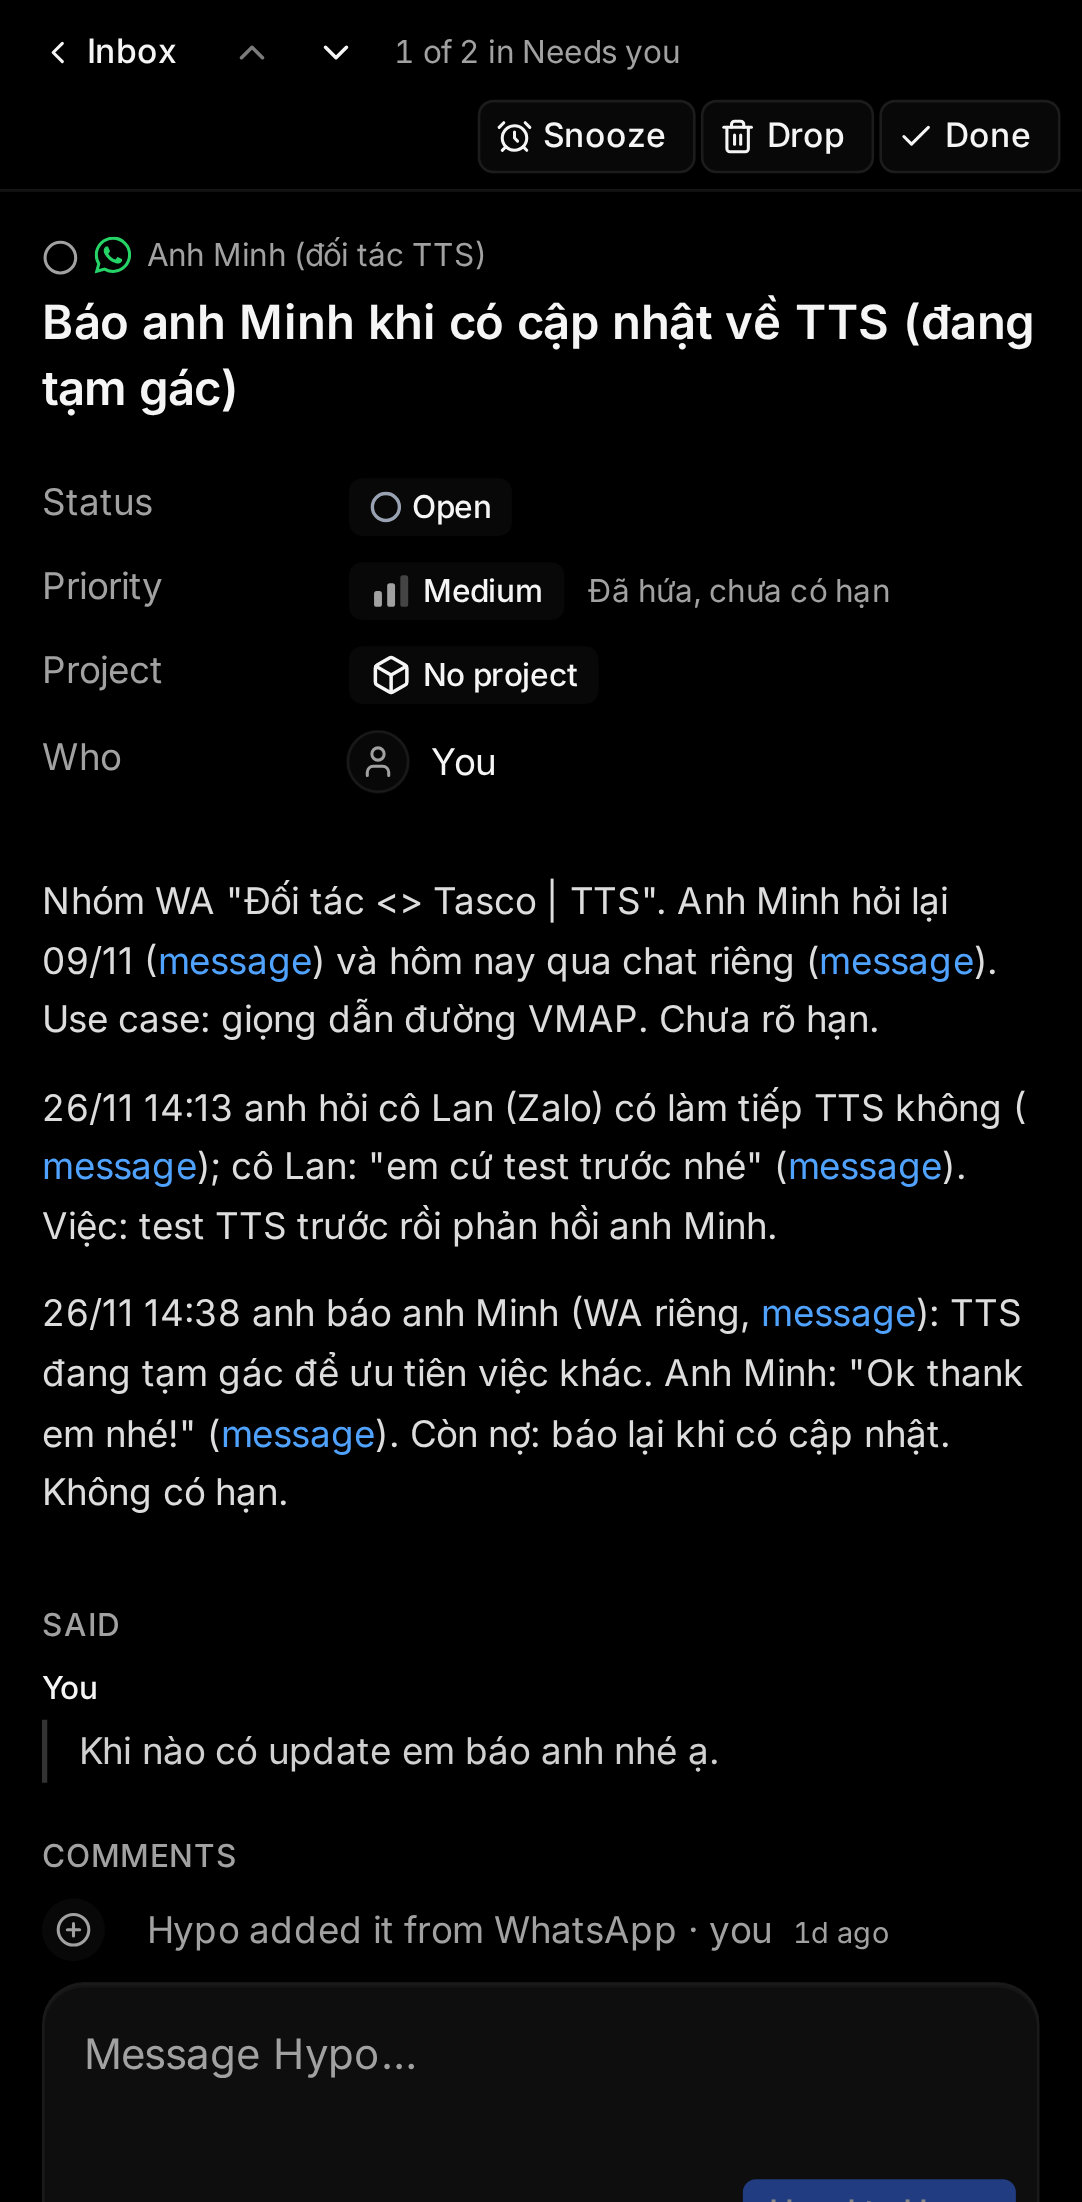 Inbox
1 of 2 in Needs you
Snooze
Drop
Done
Anh Minh (đối tác TTS)
Báo anh Minh khi có cập nhật về TTS (đang
tạm gác)
Status
Open
Priority
Medium
Đã hứa, chưa có hạn
Project
No project
Who
You
Nhóm WA "Đối tác <> Tasco | TTS". Anh Minh hỏi lại
09/11 (message) và hôm nay qua chat riêng (message).
Use case: giọng dẫn đường VMAP. Chưa rõ hạn.
26/11 14:13 anh hỏi cô Lan (Zalo) có làm tiếp TTS không (
message); cô Lan: "em cứ test trước nhé" (message).
Việc: test TTS trước rồi phản hồi anh Minh.
26/11 14:38 anh báo anh Minh (WA riêng, message): TTS
đang tạm gác để ưu tiên việc khác. Anh Minh: "Ok thank
em nhé!" (message). Còn nợ: báo lại khi có cập nhật.
Không có hạn.
SAID
You
Khi nào có update em báo anh nhé ạ.
COMMENTS
Hypo added it from WhatsApp · you 1d ago
Message Hypo...